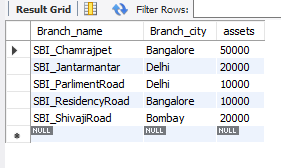 Result Grid Filter Rows:
Branch_name Branch_city assets
SBI_Chamrajpet Bangalore 50000
SBI_Jantarmantar Delhi 20000
SBI_ParlimentRoad Delhi 10000
SBI_ResidencyRoad Bangalore 10000
SBI_ShivajiRoad Bombay 20000
NULL NULL NULL